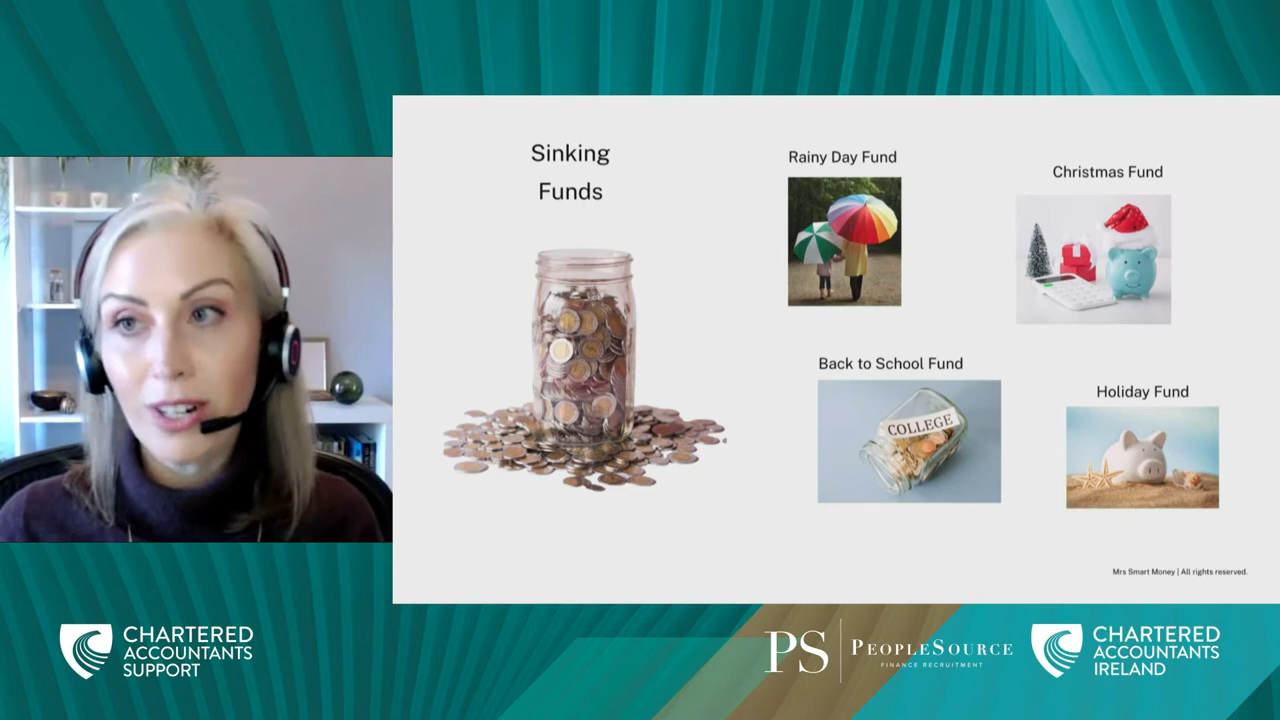 Sinking
Funds
Rainy Day Fund
Christmas Fund
Back to School Fund
COLLEGE
Holiday Fund
Mrs Smart Money | All rights reserved.
CHARTERED
ACCOUNTANTS
SUPPORT
PS
PEOPLESOURCE
FINANCE RECRUITMENT
CHARTERED
ACCOUNTANTS
IRELAND